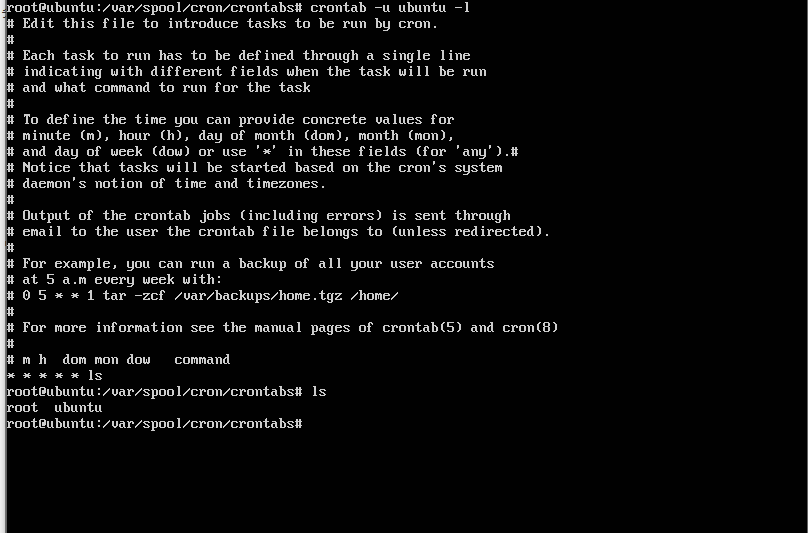 root@ubuntu:/var/spool/cron/crontabs# crontab -u ubuntu -l
# Edit this file to introduce tasks to be run by cron.
#
# Each task to run has to be defined through a single line
# indicating with different fields when the task will be run
# and what command to run for the task
#
# To define the time you can provide concrete values for
# minute (m), hour (h), day of month (dom), month (mon),
# and day of week (dow) or use '*' in these fields (for 'any').#
# Notice that tasks will be started based on the cron's system
# daemon's notion of time and timezones.
#
# Output of the crontab jobs (including errors) is sent through
# email to the user the crontab file belongs to (unless redirected).
#
# For example, you can run a backup of all your user accounts
# at 5 a.m every week with:
# 0 5 * * 1 tar -zcf /var/backups/home.tgz /home/
#
# For more information see the manual pages of crontab(5) and cron(8)
#
# m h  dom mon dow   command
* * * * * ls
root@ubuntu:/var/spool/cron/crontabs# ls
root  ubuntu
root@ubuntu:/var/spool/cron/crontabs#